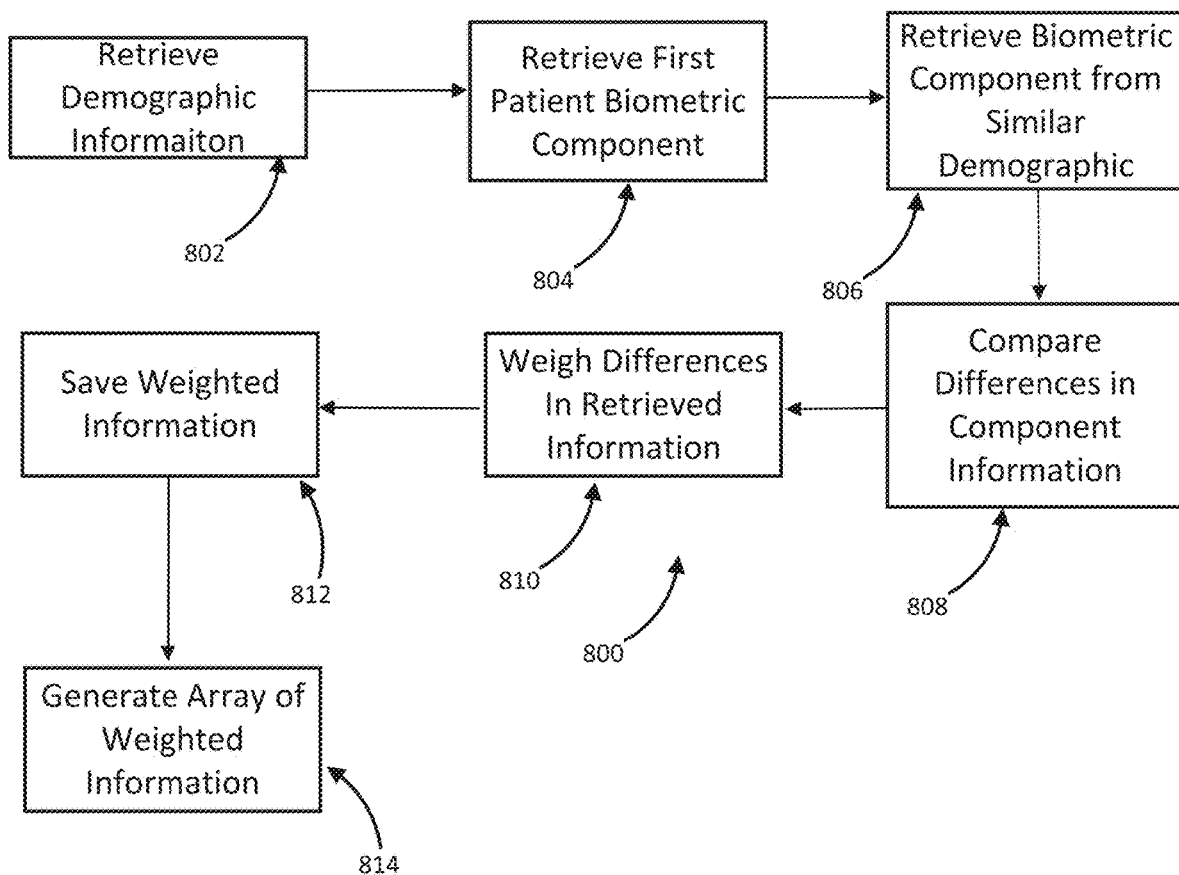 Retrieve
Demographic
Informaiton
802
Retrieve First
Patient Biometric
Component
804
Retrieve Biometric
Component from
Similar
Demographic
806
Compare
Differences in
Component
Information
808
Weigh Differences
In Retrieved
Information
810
800
Save Weighted
Information
812
Generate Array of
Weighted
Information
814